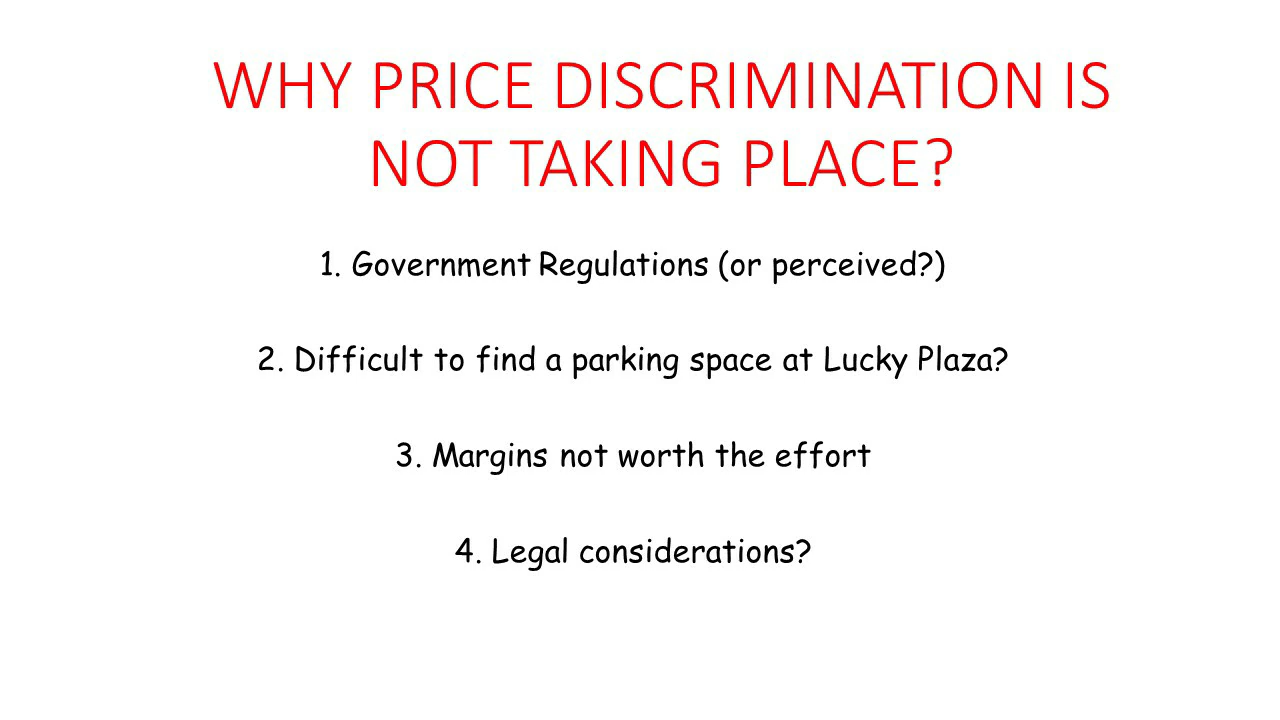 WHY PRICE DISCRIMINATION IS
NOT TAKING PLACE?
1. Government Regulations (or perceived?)
2. Difficult to find a parking space at Lucky Plaza?
3. Margins not worth the effort
4. Legal considerations?